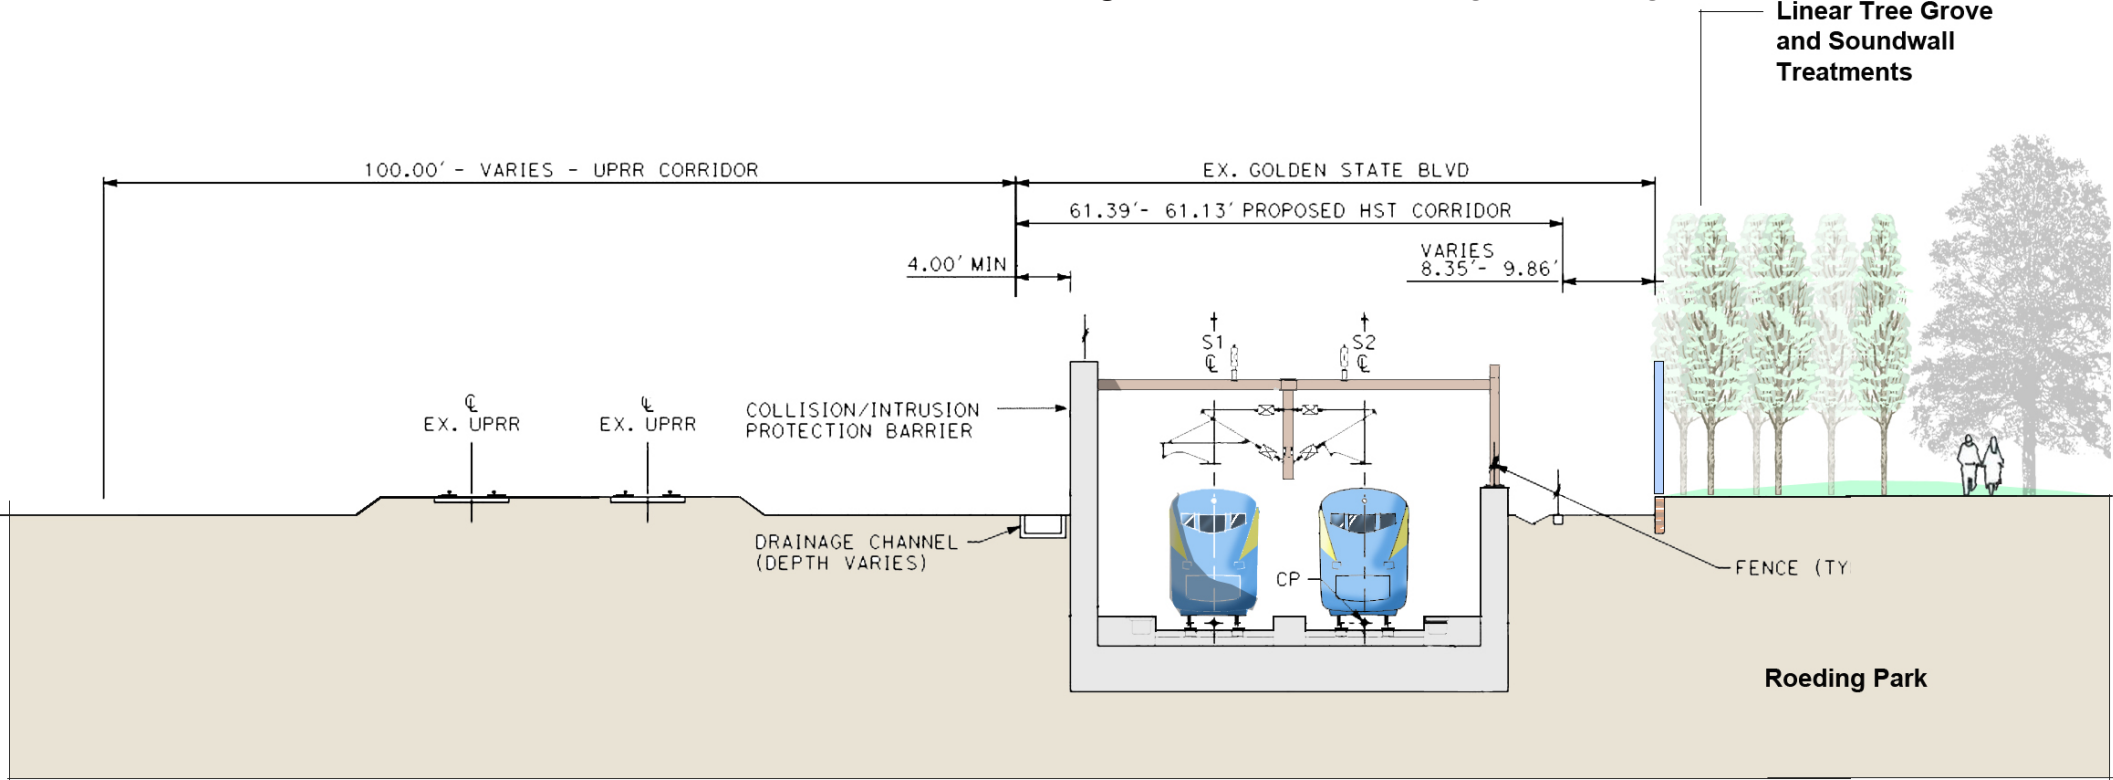 Linear Tree Grove
and Soundwall
Treatments
100.00′ - VARIES - UPRR CORRIDOR
EX. GOLDEN STATE BLVD
61.39′- 61.13′ PROPOSED HST CORRIDOR
4.00′ MIN
VARIES
8.35′- 9.86′
S1
S2
℄
℄
℄
EX. UPRR
℄
EX. UPRR
COLLISION/INTRUSION
PROTECTION BARRIER
DRAINAGE CHANNEL
(DEPTH VARIES)
CP
FENCE (TY
Roeding Park